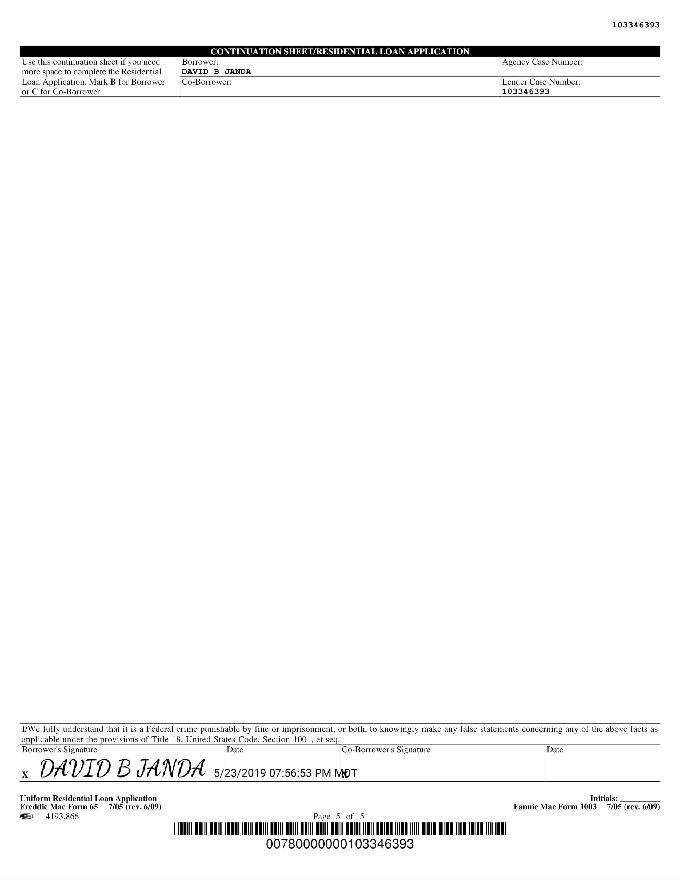 103346393
CONTINUATION SHEET/RESIDENTIAL LOAN APPLICATION
Use this continuation sheet if you need
more space to complete the Residential
Loan Application. Mark B for Borrower
or C for Co-Borrower.
Borrower:
DAVID B JANDA
Agency Case Number:
Co-Borrower:
Lender Case Number:
103346393
I/We fully understand that it is a Federal crime punishable by fine or imprisonment, or both, to knowingly make any false statements concerning any of the above facts as
applicable under the provisions of Title 18, United States Code, Section 1001, et seq.
Borrower's Signature Date Co-Borrower's Signature Date
X DAVID B JANDA 5/23/2019 07:56:53 PM MDT X
Uniform Residential Loan Application Initials:
Freddie Mac Form 65 7/05 (rev. 6/09) Fannie Mae Form 1003 7/05 (rev. 6/09)
4193.866 Page 5 of 5
00780000000103346393